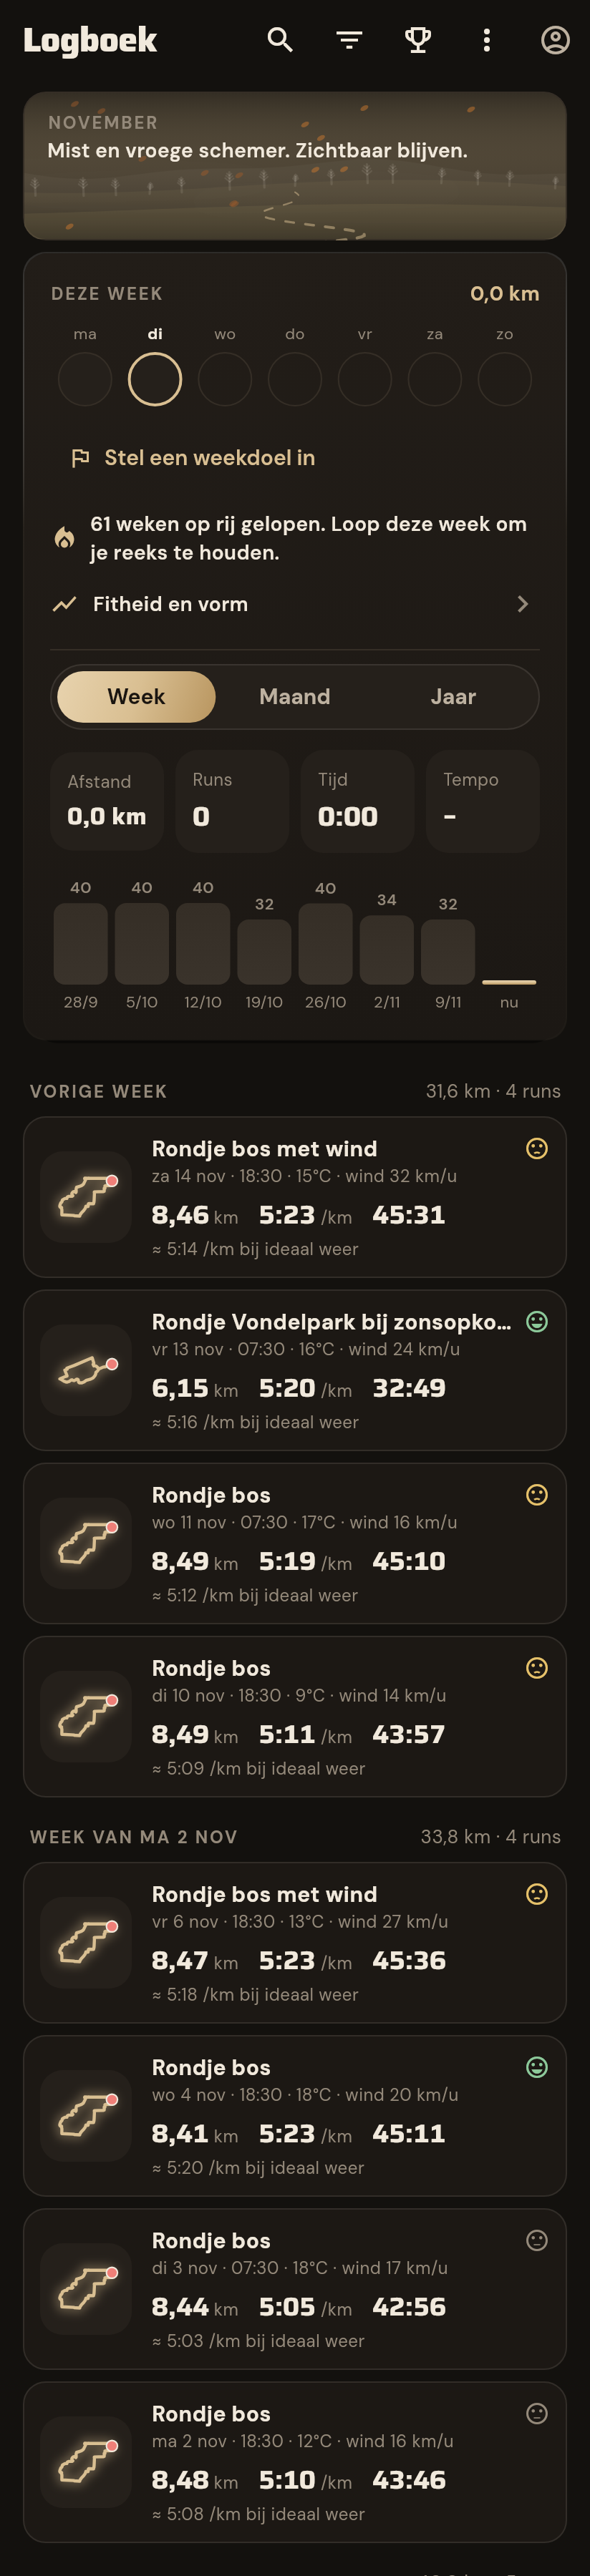 Logboek
NOVEMBER
Mist en vroege schemer. Zichtbaar blijven.
DEZE WEEK 0,0 km
ma di wo do vr za zo
Stel een weekdoel in
61 weken op rij gelopen. Loop deze week om
je reeks te houden.
Fitheid en vorm
Week Maand Jaar
Afstand Runs Tijd Tempo
0,0 km 0 0:00 -
40 40 40 32 40 34 32
28/9 5/10 12/10 19/10 26/10 2/11 9/11 nu
VORIGE WEEK 31,6 km · 4 runs
Rondje bos met wind
za 14 nov · 18:30 · 15°C · wind 32 km/u
8,46 km 5:23 /km 45:31
≈ 5:14 /km bij ideaal weer
Rondje Vondelpark bij zonsopko...
vr 13 nov · 07:30 · 16°C · wind 24 km/u
6,15 km 5:20 /km 32:49
≈ 5:16 /km bij ideaal weer
Rondje bos
wo 11 nov · 07:30 · 17°C · wind 16 km/u
8,49 km 5:19 /km 45:10
≈ 5:12 /km bij ideaal weer
Rondje bos
di 10 nov · 18:30 · 9°C · wind 14 km/u
8,49 km 5:11 /km 43:57
≈ 5:09 /km bij ideaal weer
WEEK VAN MA 2 NOV 33,8 km · 4 runs
Rondje bos met wind
vr 6 nov · 18:30 · 13°C · wind 27 km/u
8,47 km 5:23 /km 45:36
≈ 5:18 /km bij ideaal weer
Rondje bos
wo 4 nov · 18:30 · 18°C · wind 20 km/u
8,41 km 5:23 /km 45:11
≈ 5:20 /km bij ideaal weer
Rondje bos
di 3 nov · 07:30 · 18°C · wind 17 km/u
8,44 km 5:05 /km 42:56
≈ 5:03 /km bij ideaal weer
Rondje bos
ma 2 nov · 18:30 · 12°C · wind 16 km/u
8,48 km 5:10 /km 43:46
≈ 5:08 /km bij ideaal weer